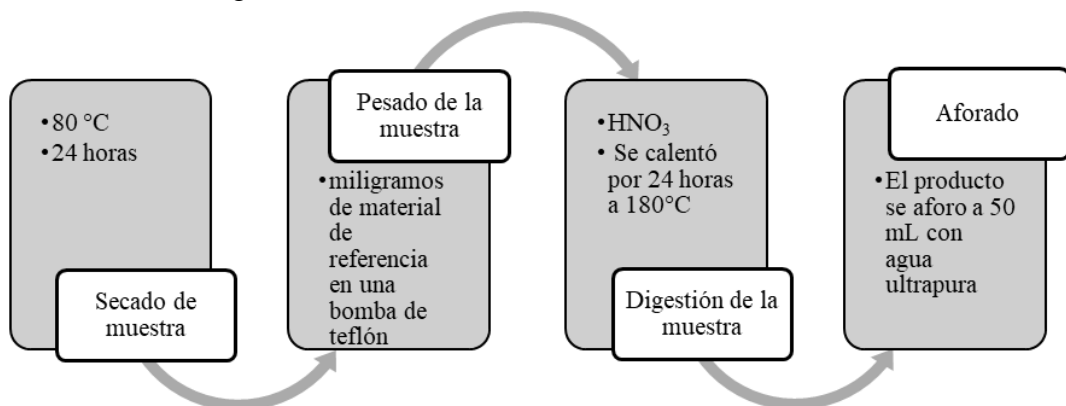 •80 °C
•24 horas
Secado de
muestra
Pesado de la
muestra
•miligramos
de material
de
referencia
en una
bomba de
teflón
•HNO₃
• Se calentó
por 24 horas
a 180°C
Digestión de la
muestra
Aforado
•El producto
se aforo a 50
mL con
agua
ultrapura